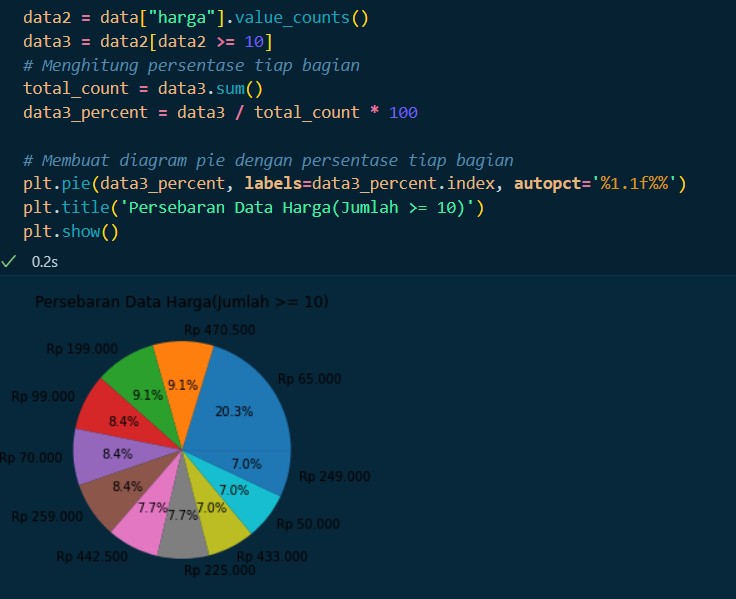 data2 = data["harga"].value_counts()
data3 = data2[data2 >= 10]
# Menghitung persentase tiap bagian
total_count = data3.sum()
data3_percent = data3 / total_count * 100
# Membuat diagram pie dengan persentase tiap bagian
plt.pie(data3_percent, labels=data3_percent.index, autopct='%1.1f%%')
plt.title('Persebaran Data Harga(Jumlah >= 10)')
plt.show()
0.2s
Persebaran Data Harga(Jumlah >= 10)
Rp 470.500
Rp 199.000
Rp 65.000
9.1%
9.1%
Rp 99.000
20.3%
8.4%
Rp 70.000
8.4%
7.0%
Rp 249.000
8.4%
7.0%
Rp 259.000
7.7%
7.7%
7.0%
Rp 50.000
Rp 442.500
Rp 433.000
Rp 225.000